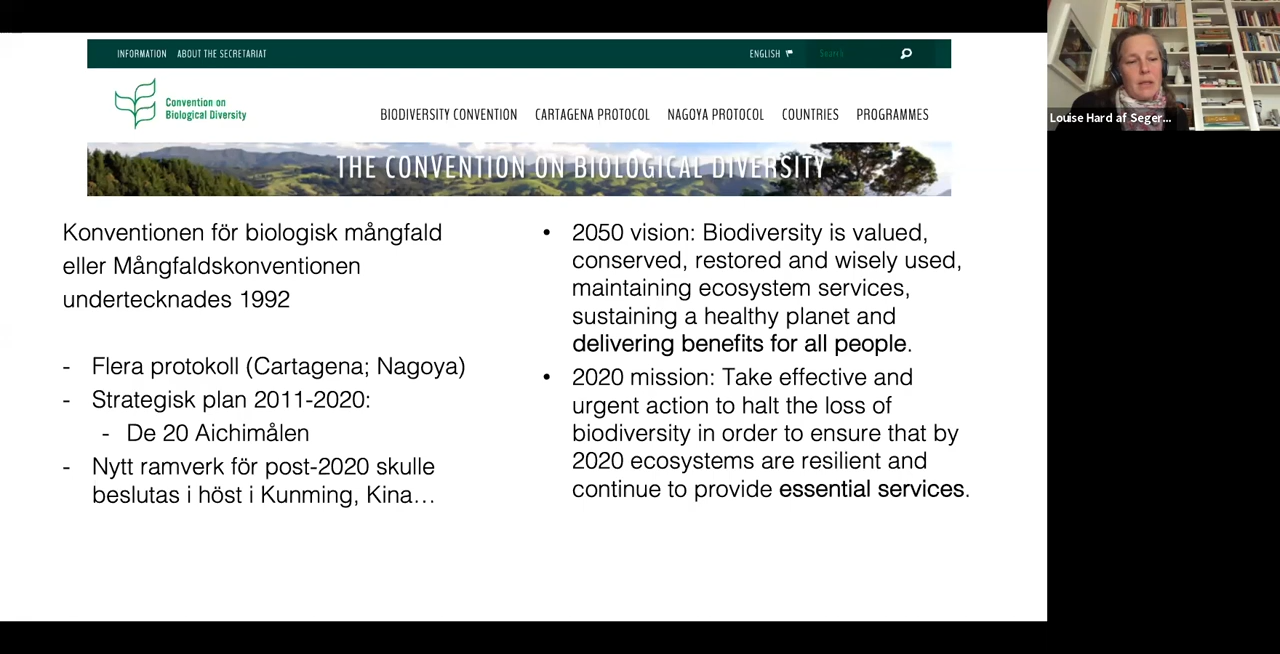 INFORMATION ABOUT THE SECRETARIAT
ENGLISH
Search
Convention on
Biological Diversity
BIODIVERSITY CONVENTION CARTAGENA PROTOCOL NAGOYA PROTOCOL COUNTRIES PROGRAMMES
THE CONVENTION ON BIOLOGICAL DIVERSITY
Konventionen för biologisk mångfald
eller Mångfaldskonventionen
undertecknades 1992
- Flera protokoll (Cartagena; Nagoya)
- Strategisk plan 2011-2020:
- De 20 Aichimålen
- Nytt ramverk för post-2020 skulle
beslutas i höst i Kunming, Kina…
• 2050 vision: Biodiversity is valued,
conserved, restored and wisely used,
maintaining ecosystem services,
sustaining a healthy planet and
delivering benefits for all people.
• 2020 mission: Take effective and
urgent action to halt the loss of
biodiversity in order to ensure that by
2020 ecosystems are resilient and
continue to provide essential services.
Louise Hard af Seger...